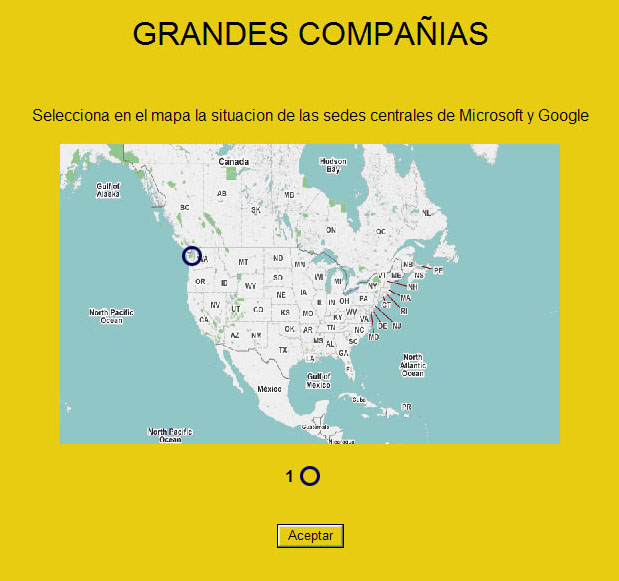 GRANDES COMPAÑIAS
Selecciona en el mapa la situacion de las sedes centrales de Microsoft y Google
Canada
Hudson
Bay
Gulf of
Alaska
AB
MB
BC
SK
NL
ON
QC
WA
MT
ND
MN
NB
PE
OR
ID
SD
WI
MI
VT
ME
NS
WY
NE
IA
NY
NH
NV
UT
CO
IL
IN
OH
PA
MA
CA
KS
MO
KY
WV
VA
CT
RI
North Pacific
Ocean
AZ
NM
OK
AR
TN
NC
DE
NJ
MS
AL
SC
MD
TX
LA
GA
FL
North
Atlantic
Ocean
México
Gulf of
Mexico
Cuba
PR
North Pacific
Ocean
Guatemala
Nicaragua
1
Aceptar